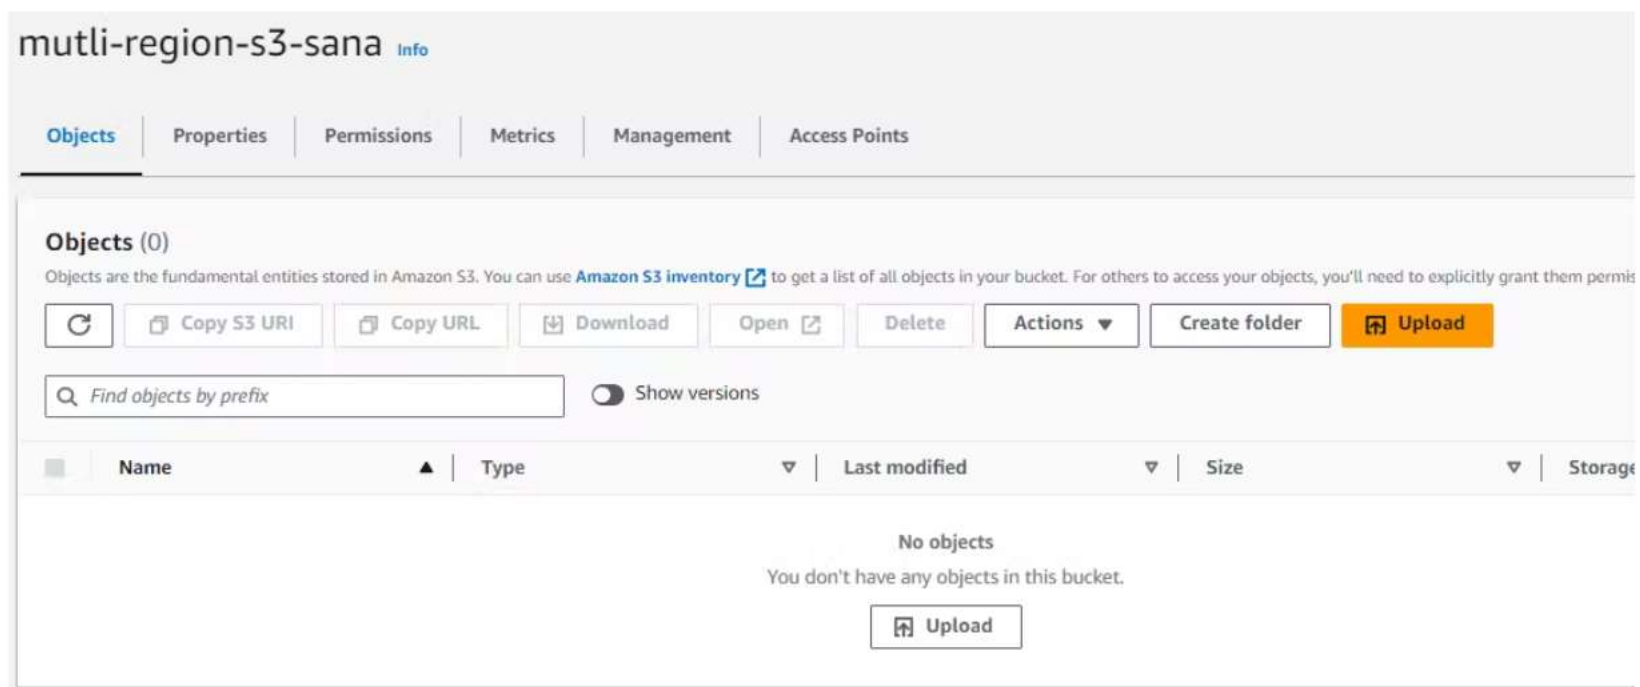 mutli-region-s3-sana Info
Objects Properties Permissions Metrics Management Access Points
Objects (0)
Objects are the fundamental entities stored in Amazon S3. You can use Amazon S3 inventory to get a list of all objects in your bucket. For others to access your objects, you'll need to explicitly grant them permis
Copy S3 URI Copy URL Download Open Delete Actions Create folder Upload
Find objects by prefix Show versions
Name Type Last modified Size Storage
No objects
You don't have any objects in this bucket.
Upload